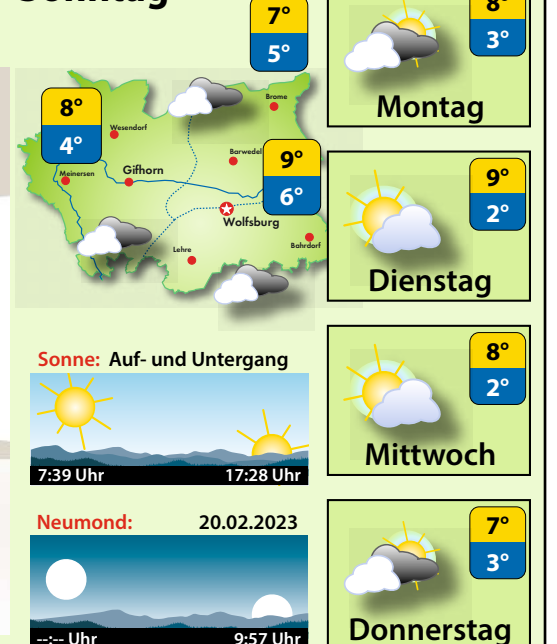 Sonntag
7°
5°
8°
4°
9°
6°
Brome
Wesendorf
Barwedel
Meinersen
Gifhorn
Wolfsburg
Lehre
Bahrdorf
Sonne: Auf- und Untergang
7:39 Uhr 17:28 Uhr
Neumond: 20.02.2023
--:-- Uhr 9:57 Uhr
8°
3°
Montag
9°
2°
Dienstag
8°
2°
Mittwoch
7°
3°
Donnerstag